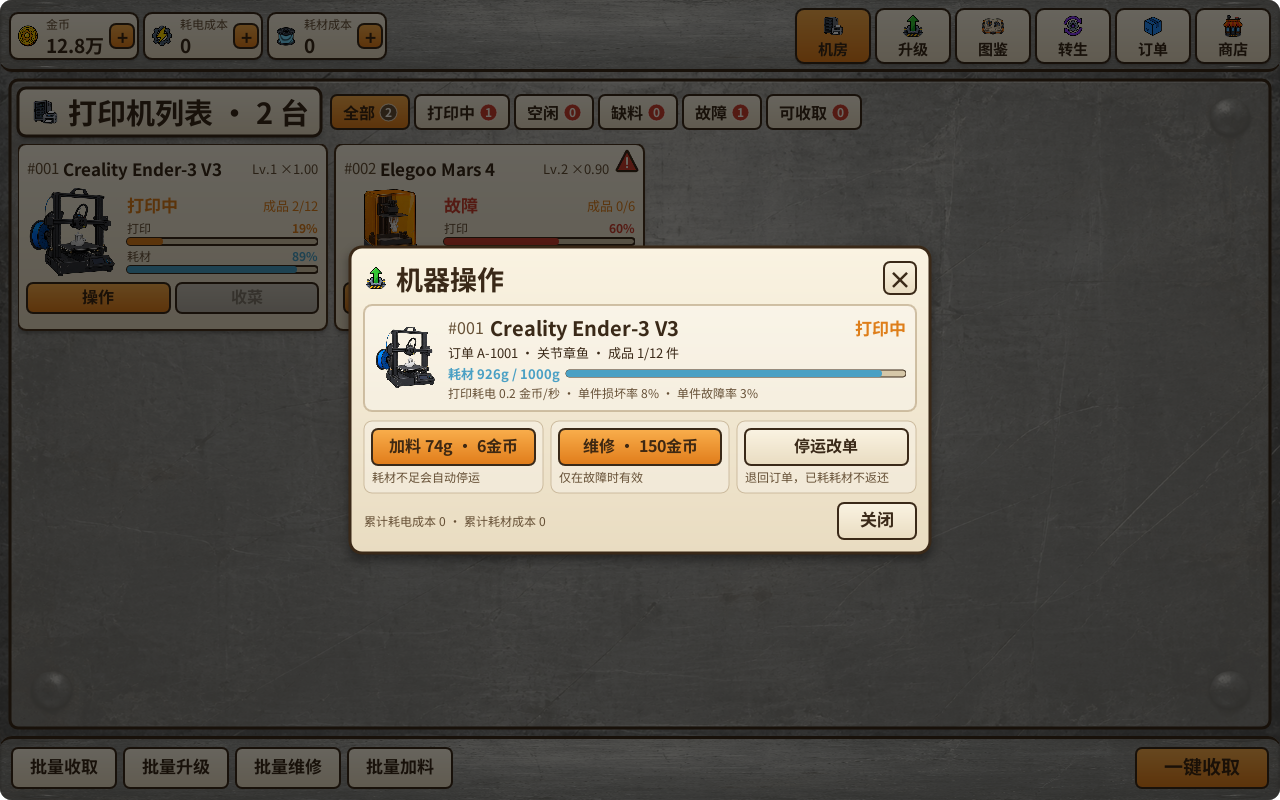 金币
12.8万 +
耗电成本
0 +
耗材成本
0 +
机房
升级
图鉴
转生
订单
商店
打印机列表 · 2 台
全部 2
打印中 1
空闲 0
缺料 0
故障 1
可收取 0
#001 Creality Ender-3 V3 Lv.1 ×1.00
打印中 成品 2/12
打印 19%
耗材 89%
操作 收菜
#002 Elegoo Mars 4 Lv.2 ×0.90
故障 成品 0/6
打印 60%
机器操作
#001 Creality Ender-3 V3 打印中
订单 A-1001 · 关节章鱼 · 成品 1/12 件
耗材 926g / 1000g
打印耗电 0.2 金币/秒 · 单件损坏率 8% · 单件故障率 3%
加料 74g · 6金币
耗材不足会自动停运
维修 · 150金币
仅在故障时有效
停运改单
退回订单，已耗耗材不返还
累计耗电成本 0 · 累计耗材成本 0
关闭
批量收取 批量升级 批量维修 批量加料
一键收取